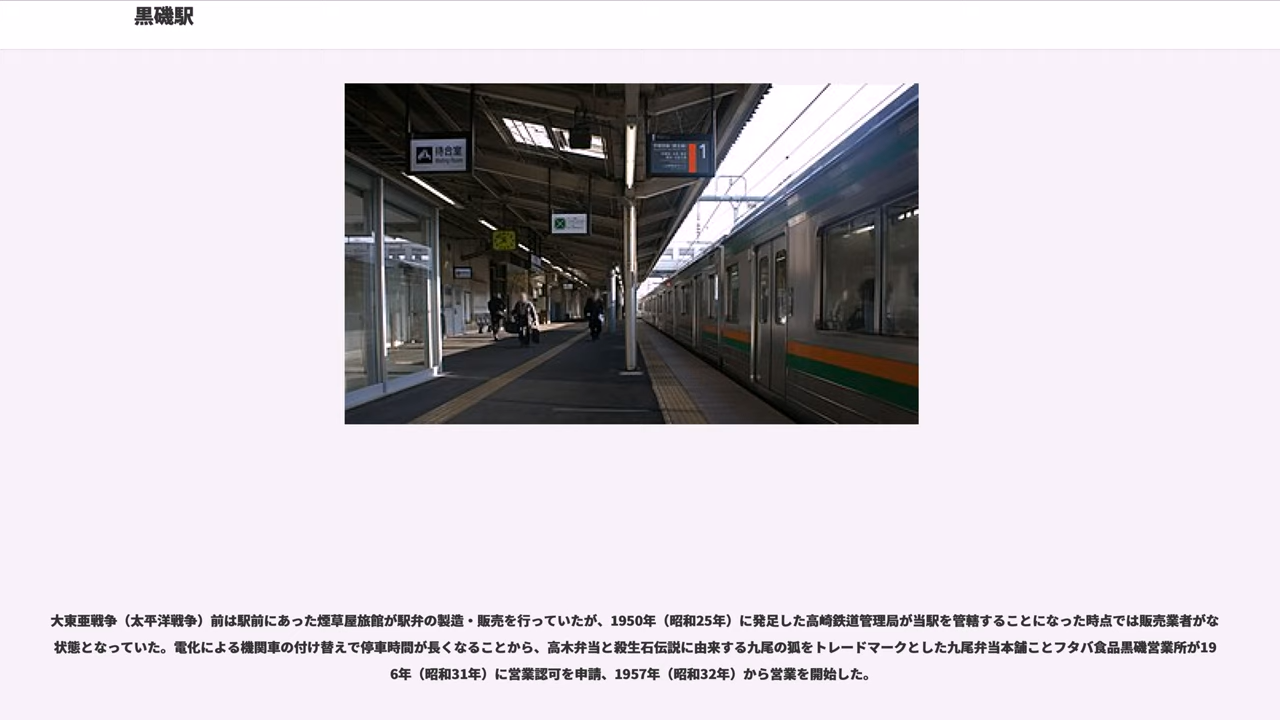 黒磯駅
待合室
Waiting Room
1
大東亜戦争（太平洋戦争）前は駅前にあった煙草屋旅館が駅弁の製造・販売を行っていたが、1950年（昭和25年）に発足した高崎鉄道管理局が当駅を管轄することになった時点では販売業者がな
状態となっていた。電化による機関車の付け替えで停車時間が長くなることから、高木弁当と殺生石伝説に由来する九尾の狐をトレードマークとした九尾弁当本舗ことフタバ食品黒磯営業所が19
6年（昭和31年）に営業認可を申請、1957年（昭和32年）から営業を開始した。